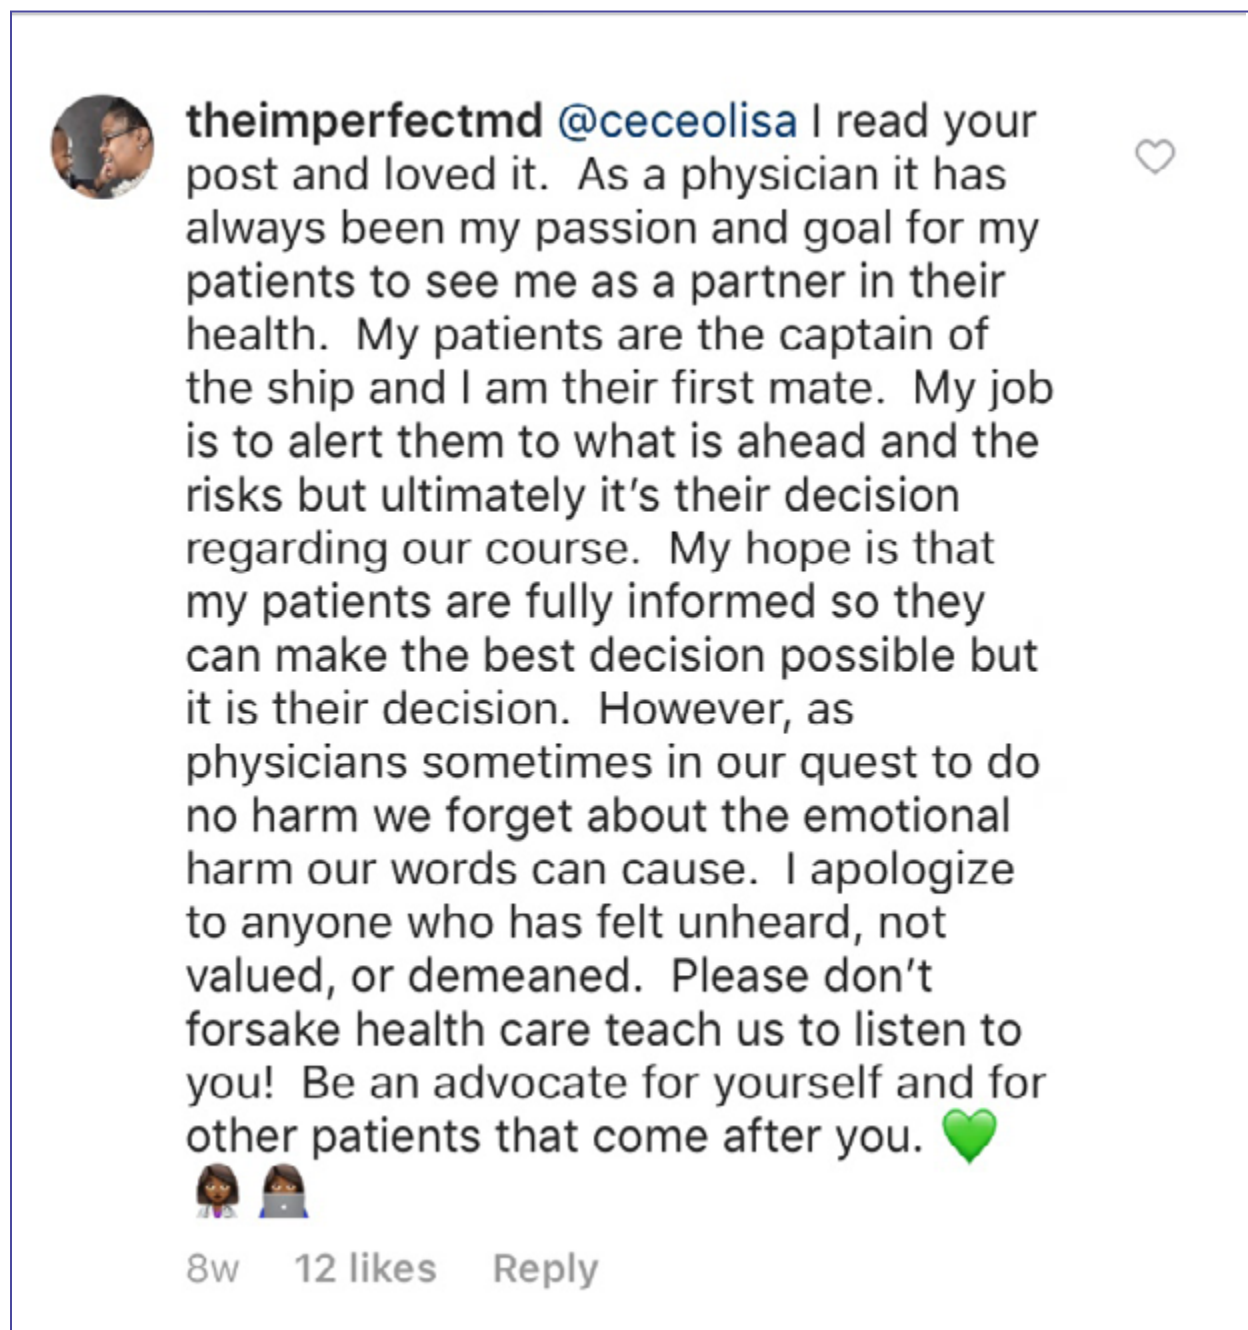 theimperfectmd @ceceolisa I read your
post and loved it.  As a physician it has
always been my passion and goal for my
patients to see me as a partner in their
health.  My patients are the captain of
the ship and I am their first mate.  My job
is to alert them to what is ahead and the
risks but ultimately it’s their decision
regarding our course.  My hope is that
my patients are fully informed so they
can make the best decision possible but
it is their decision.  However, as
physicians sometimes in our quest to do
no harm we forget about the emotional
harm our words can cause.  I apologize
to anyone who has felt unheard, not
valued, or demeaned.  Please don’t
forsake health care teach us to listen to
you!  Be an advocate for yourself and for
other patients that come after you. 💚
👩🏾‍⚕️ 👩🏾‍💻
8w 12 likes Reply